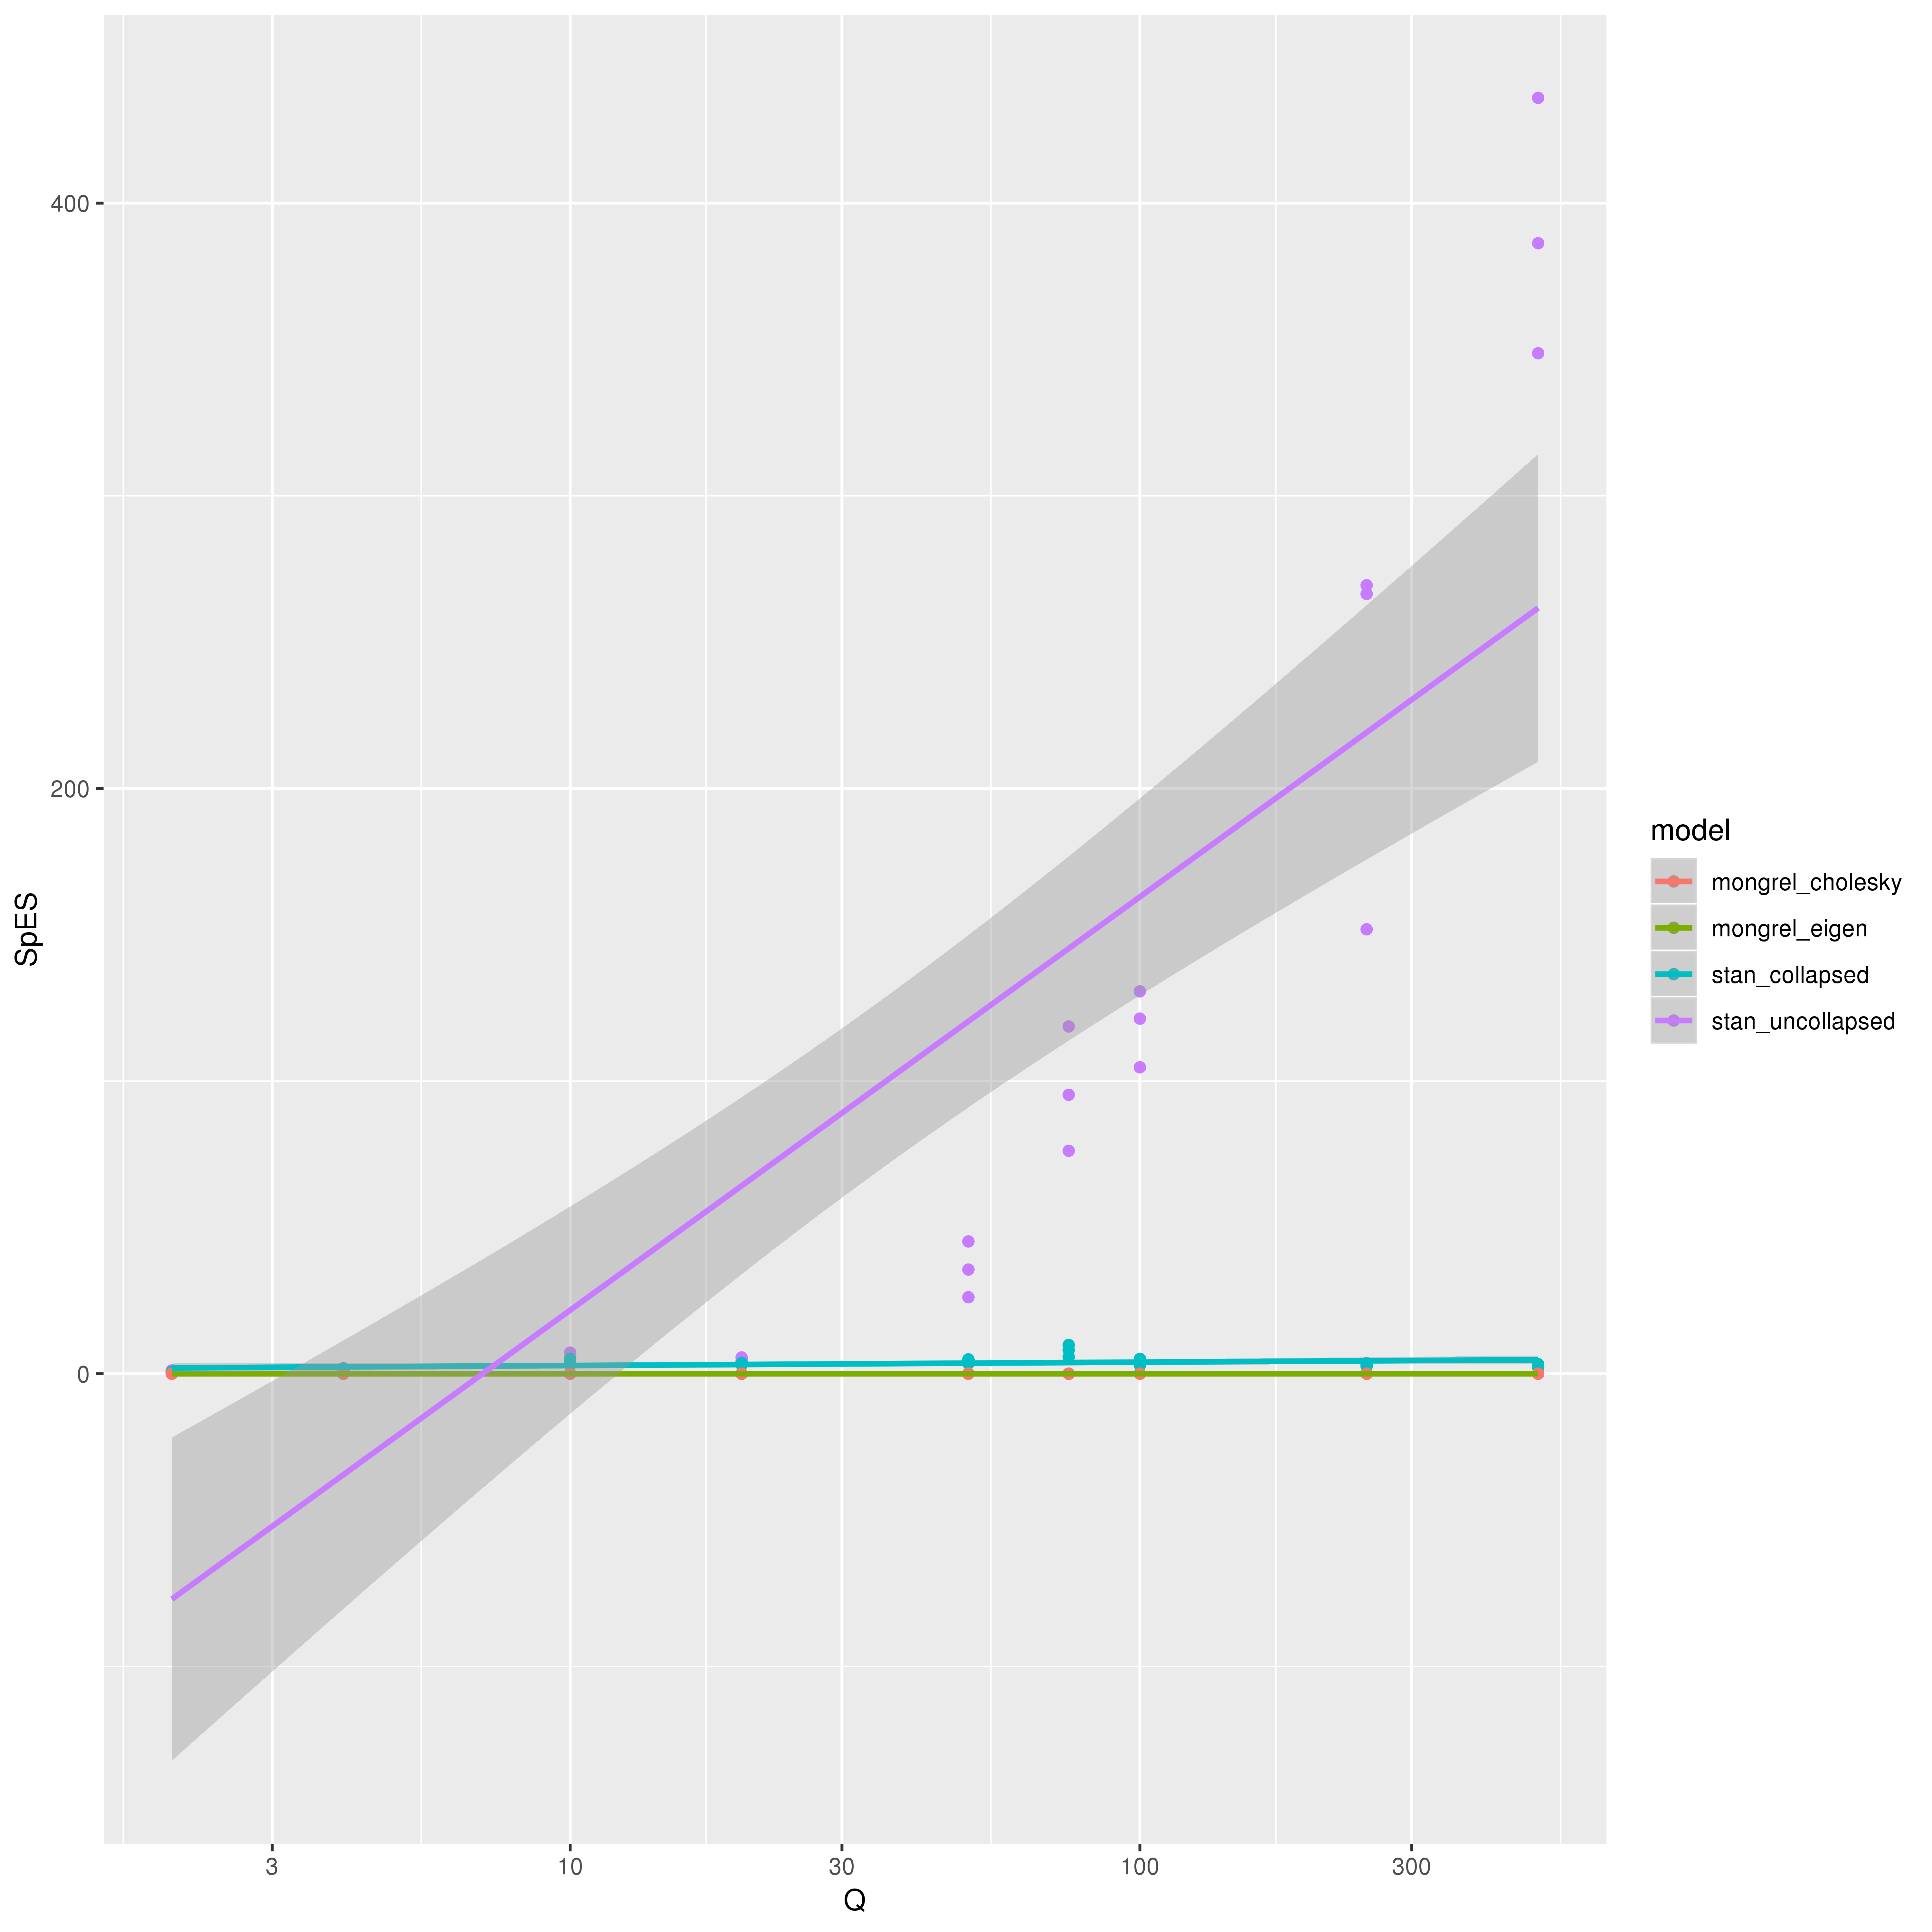 SpES
400
200
0
3
10
30
100
300
Q
model
mongrel_cholesky
mongrel_eigen
stan_collapsed
stan_uncollapsed